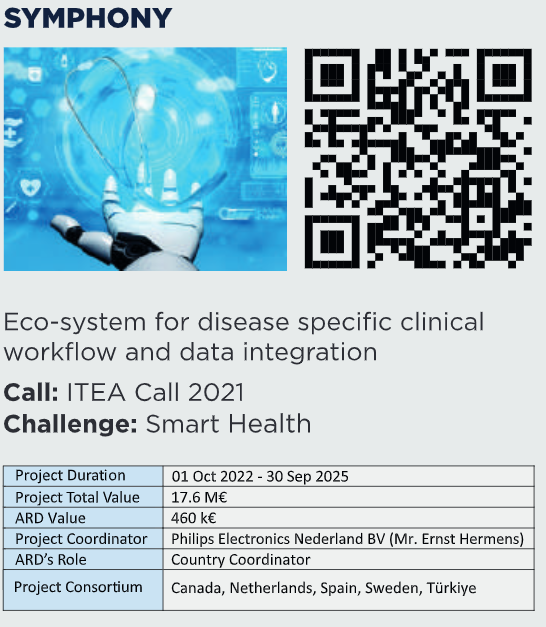 SYMPHONY
Eco-system for disease specific clinical
workflow and data integration
Call: ITEA Call 2021
Challenge: Smart Health
Project Duration 01 Oct 2022 - 30 Sep 2025
Project Total Value 17.6 M€
ARD Value 460 k€
Project Coordinator Philips Electronics Nederland BV (Mr. Ernst Hermens)
ARD's Role Country Coordinator
Project Consortium Canada, Netherlands, Spain, Sweden, Türkiye